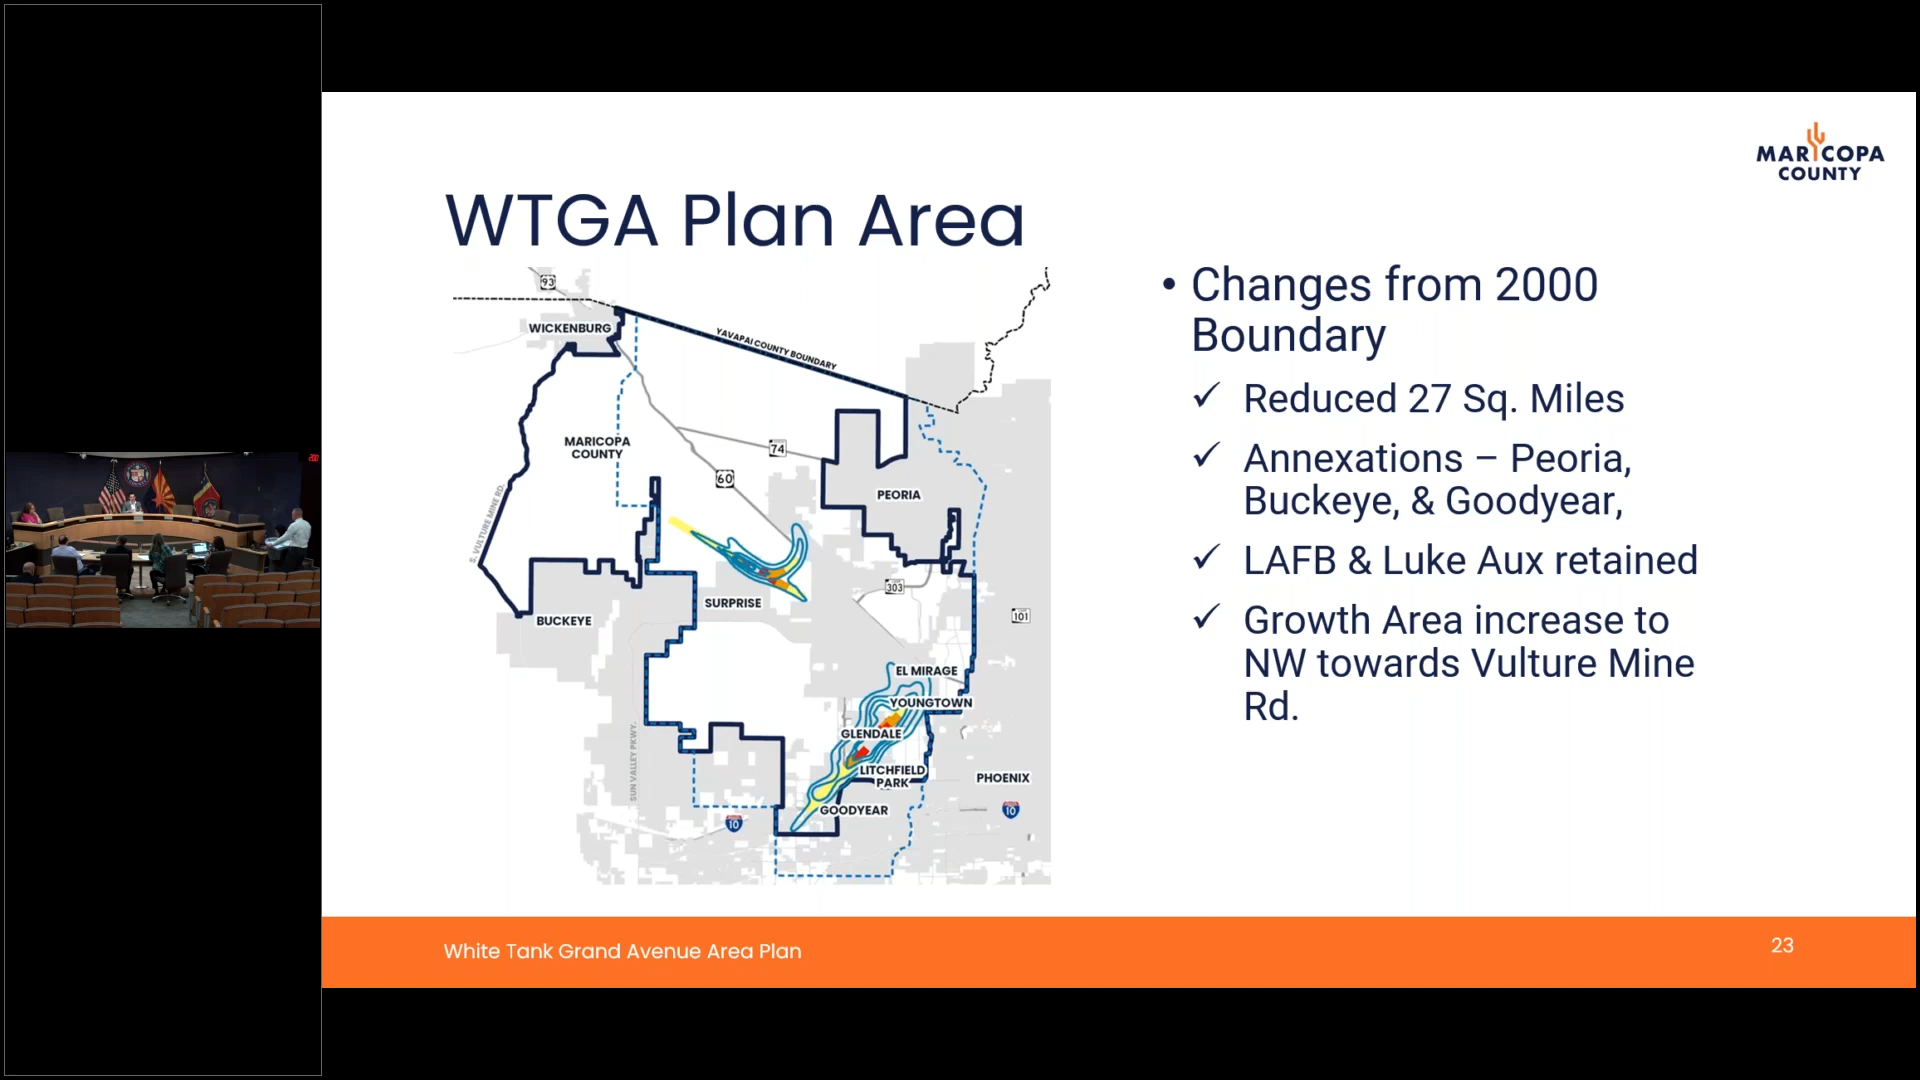 MARICOPA
COUNTY
WTGA Plan Area
93
WICKENBURG
YAVAPAI COUNTY BOUNDARY
MARICOPA
COUNTY
74
60
PEORIA
S. VULTURE MINE RD.
303
SURPRISE
BUCKEYE
101
EL MIRAGE
YOUNGTOWN
GLENDALE
LITCHFIELD
PARK
SUN VALLEY PKWY.
PHOENIX
GOODYEAR
10
10
• Changes from 2000
Boundary
✓ Reduced 27 Sq. Miles
✓ Annexations – Peoria,
Buckeye, & Goodyear,
✓ LAFB & Luke Aux retained
✓ Growth Area increase to
NW towards Vulture Mine
Rd.
White Tank Grand Avenue Area Plan
23